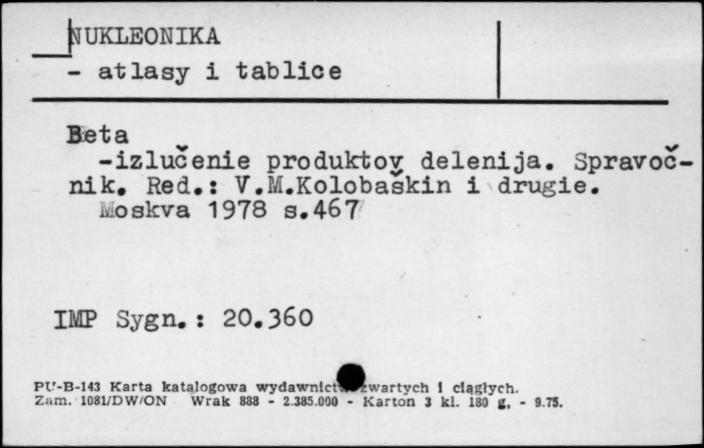 NUKLEONIKA
- atlasy i tablice
Beta
-izlučenie produktov delenija. Spravoč-
nik. Red.: V.M.Kolobaškin i drugie.
Moskva 1978 s.467
IMP Sygn.: 20.360
PU-B-143 Karta katalogowa wydawnictw zwartych i ciągłych.
Zam. 1081/DW/ON Wrak 888 - 2.385.000 - Karton 3 kl. 180 g, - 9.75.